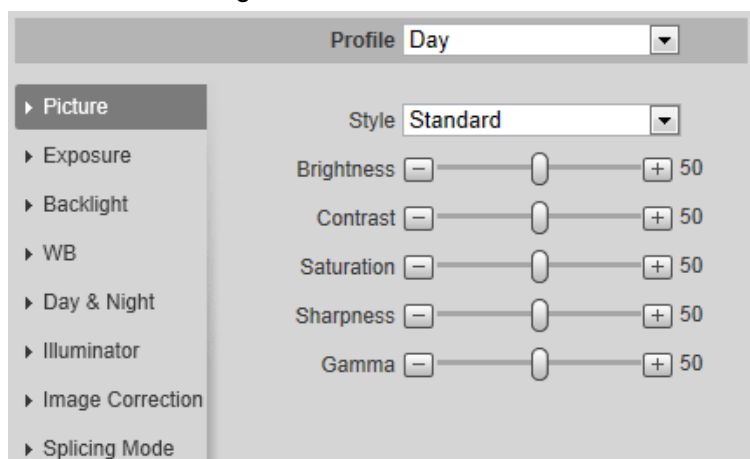 Profile Day
Picture
Exposure
Backlight
WB
Day & Night
Illuminator
Image Correction
Splicing Mode
Style Standard
Brightness 50
Contrast 50
Saturation 50
Sharpness 50
Gamma 50